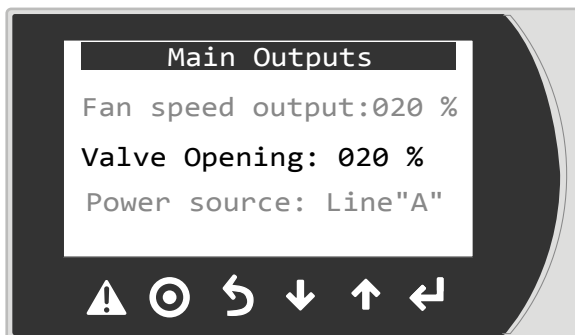 Main Outputs
Fan speed output:020 %
Valve Opening: 020 %
Power source: Line"A"